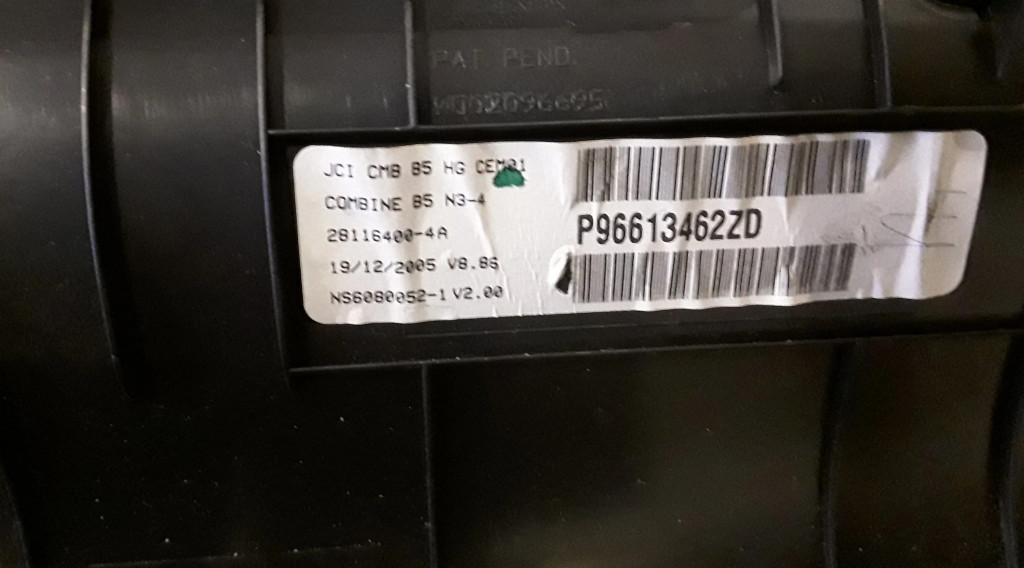 PAT PEND.
JCI CMB B5 HG CEM01
COMBINE B5 N3-4
28116400-4A
19/12/2005 V8.86
NS6080052-1 V2.00
P96613462ZD